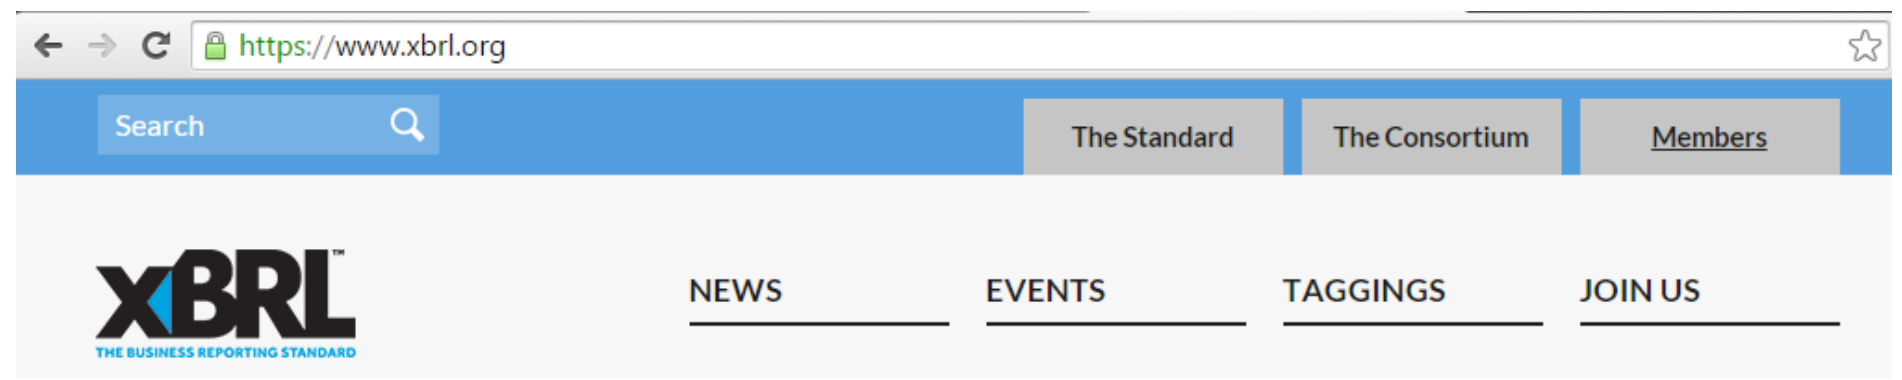 https://www.xbrl.org
Search
The Standard
The Consortium
Members
XBRL™
THE BUSINESS REPORTING STANDARD
NEWS
EVENTS
TAGGINGS
JOIN US